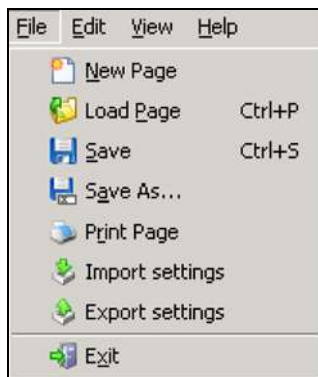 File Edit View Help
New Page
Load Page Ctrl+P
Save Ctrl+S
Save As...
Print Page
Import settings
Export settings
Exit